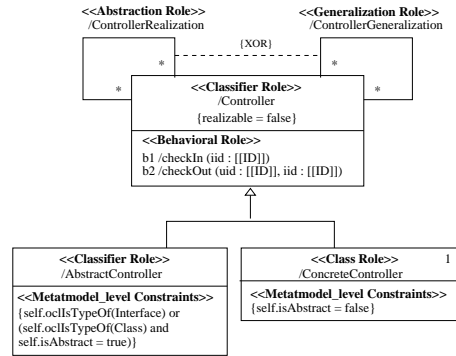 <<Abstraction Role>>
/ControllerRealization
<<Generalization Role>>
/ControllerGeneralization
{XOR}
*
*
*
*
<<Classifier Role>>
/Controller
{realizable = false}
<<Behavioral Role>>
b1 /checkIn (iid : [[ID]])
b2 /checkOut (uid : [[ID]], iid : [[ID]])
<<Classifier Role>>
/AbstractController
<<Metatmodel_level Constraints>>
{self.oclIsTypeOf(Interface) or
(self.oclIsTypeOf(Class) and
self.isAbstract = true)}
<<Class Role>>
1
/ConcreteController
<<Metatmodel_level Constraints>>
{self.isAbstract = false}